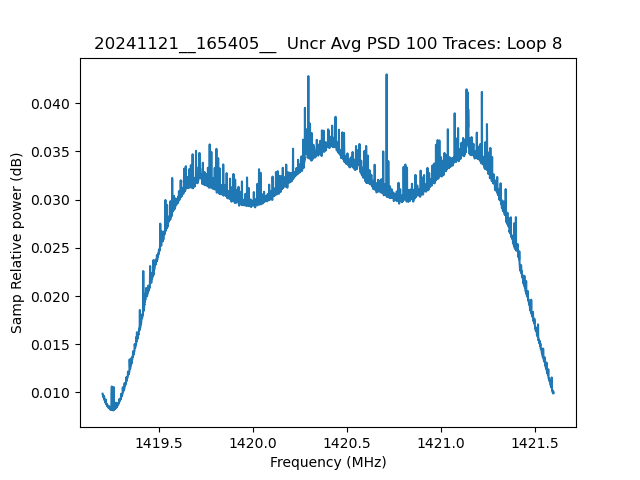 20241121__165405__  Uncr Avg PSD 100 Traces: Loop 8
Samp Relative power (dB)
0.040
0.035
0.030
0.025
0.020
0.015
0.010
1419.5 1420.0 1420.5 1421.0 1421.5
Frequency (MHz)